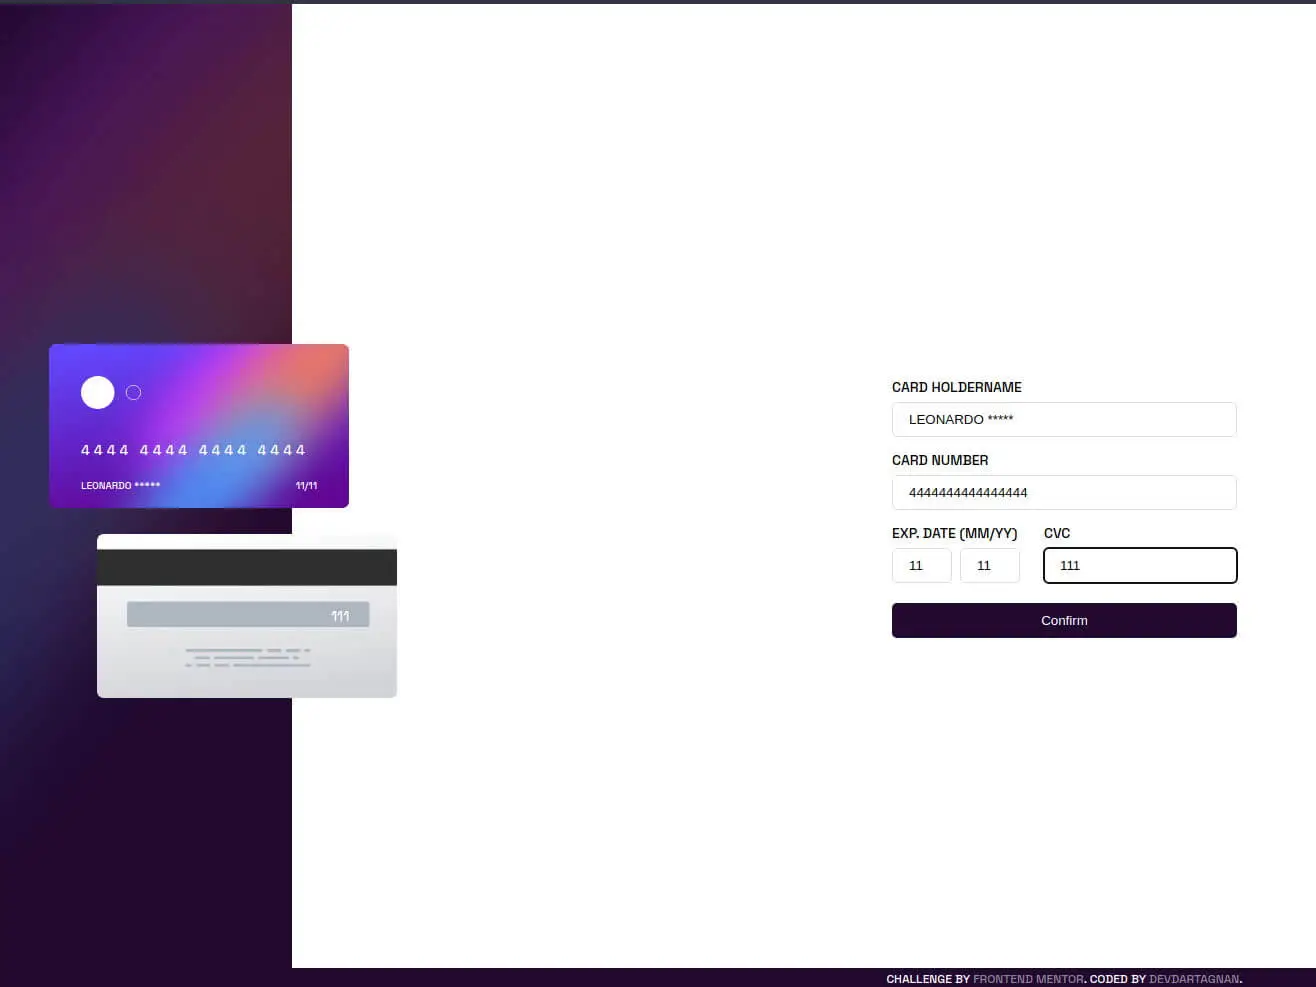 4444 4444 4444 4444
LEONARDO *****
11/11
111
CARD HOLDERNAME
LEONARDO *****
CARD NUMBER
4444444444444444
EXP. DATE (MM/YY) CVC
11 11 111
Confirm
CHALLENGE BY FRONTEND MENTOR. CODED BY DEVDARTAGNAN.